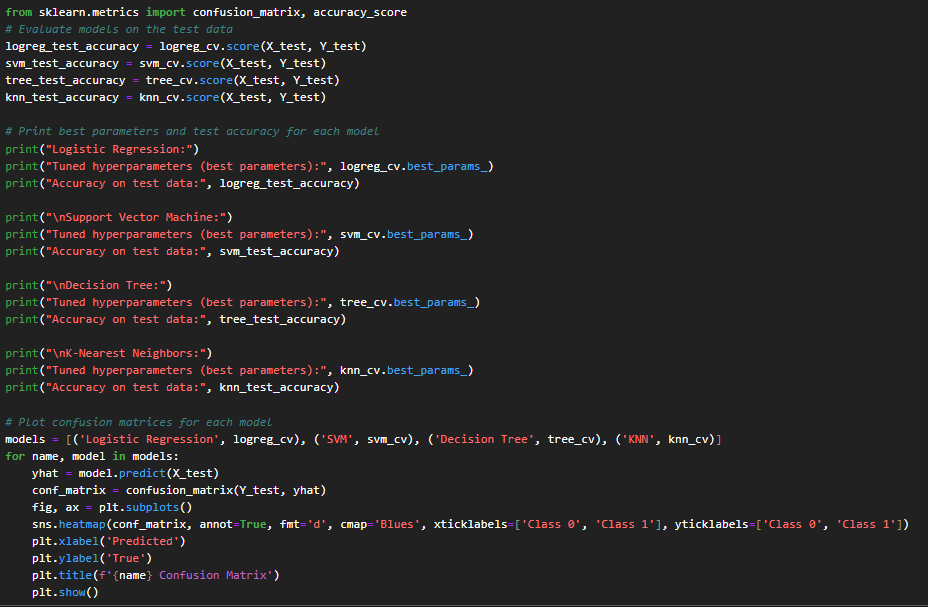 from sklearn.metrics import confusion_matrix, accuracy_score
# Evaluate models on the test data
logreg_test_accuracy = logreg_cv.score(X_test, Y_test)
svm_test_accuracy = svm_cv.score(X_test, Y_test)
tree_test_accuracy = tree_cv.score(X_test, Y_test)
knn_test_accuracy = knn_cv.score(X_test, Y_test)

# Print best parameters and test accuracy for each model
print("Logistic Regression:")
print("Tuned hyperparameters (best parameters):", logreg_cv.best_params_)
print("Accuracy on test data:", logreg_test_accuracy)

print("\nSupport Vector Machine:")
print("Tuned hyperparameters (best parameters):", svm_cv.best_params_)
print("Accuracy on test data:", svm_test_accuracy)

print("\nDecision Tree:")
print("Tuned hyperparameters (best parameters):", tree_cv.best_params_)
print("Accuracy on test data:", tree_test_accuracy)

print("\nK-Nearest Neighbors:")
print("Tuned hyperparameters (best parameters):", knn_cv.best_params_)
print("Accuracy on test data:", knn_test_accuracy)

# Plot confusion matrices for each model
models = [('Logistic Regression', logreg_cv), ('SVM', svm_cv), ('Decision Tree', tree_cv), ('KNN', knn_cv)]
for name, model in models:
    yhat = model.predict(X_test)
    conf_matrix = confusion_matrix(Y_test, yhat)
    fig, ax = plt.subplots()
    sns.heatmap(conf_matrix, annot=True, fmt='d', cmap='Blues', xticklabels=['Class 0', 'Class 1'], yticklabels=['Class 0', 'Class 1'])
    plt.xlabel('Predicted')
    plt.ylabel('True')
    plt.title(f'{name} Confusion Matrix')
    plt.show()